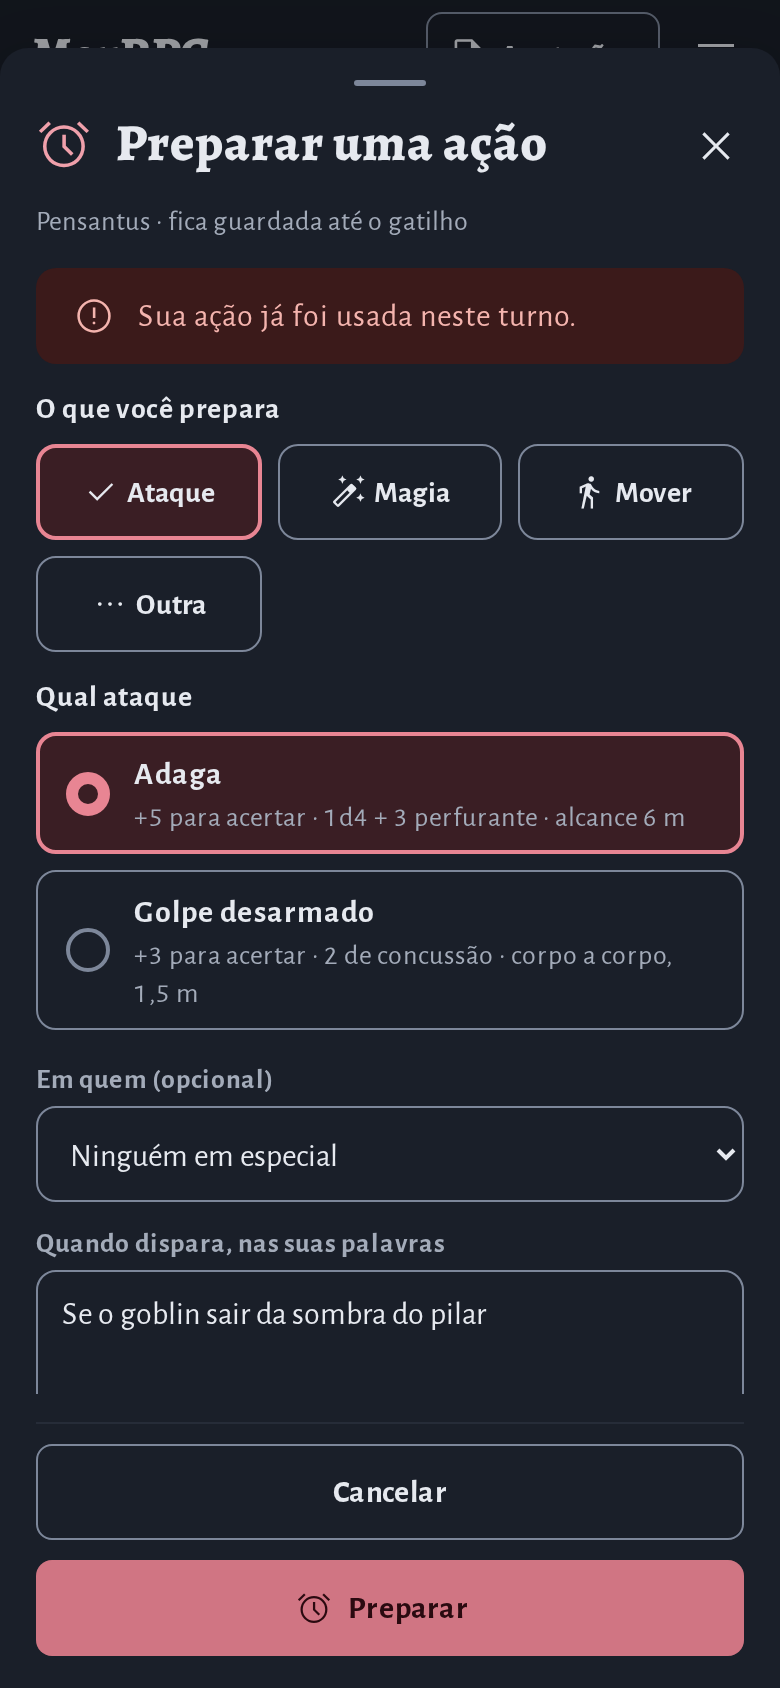 Preparar uma ação
Pensantus · fica guardada até o gatilho
Sua ação já foi usada neste turno.
O que você prepara
Ataque
Magia
Mover
Outra
Qual ataque
Adaga
+5 para acertar · 1d4 + 3 perfurante · alcance 6 m
Golpe desarmado
+3 para acertar · 2 de concussão · corpo a corpo,
1,5 m
Em quem (opcional)
Ninguém em especial
Quando dispara, nas suas palavras
Se o goblin sair da sombra do pilar
Cancelar
Preparar